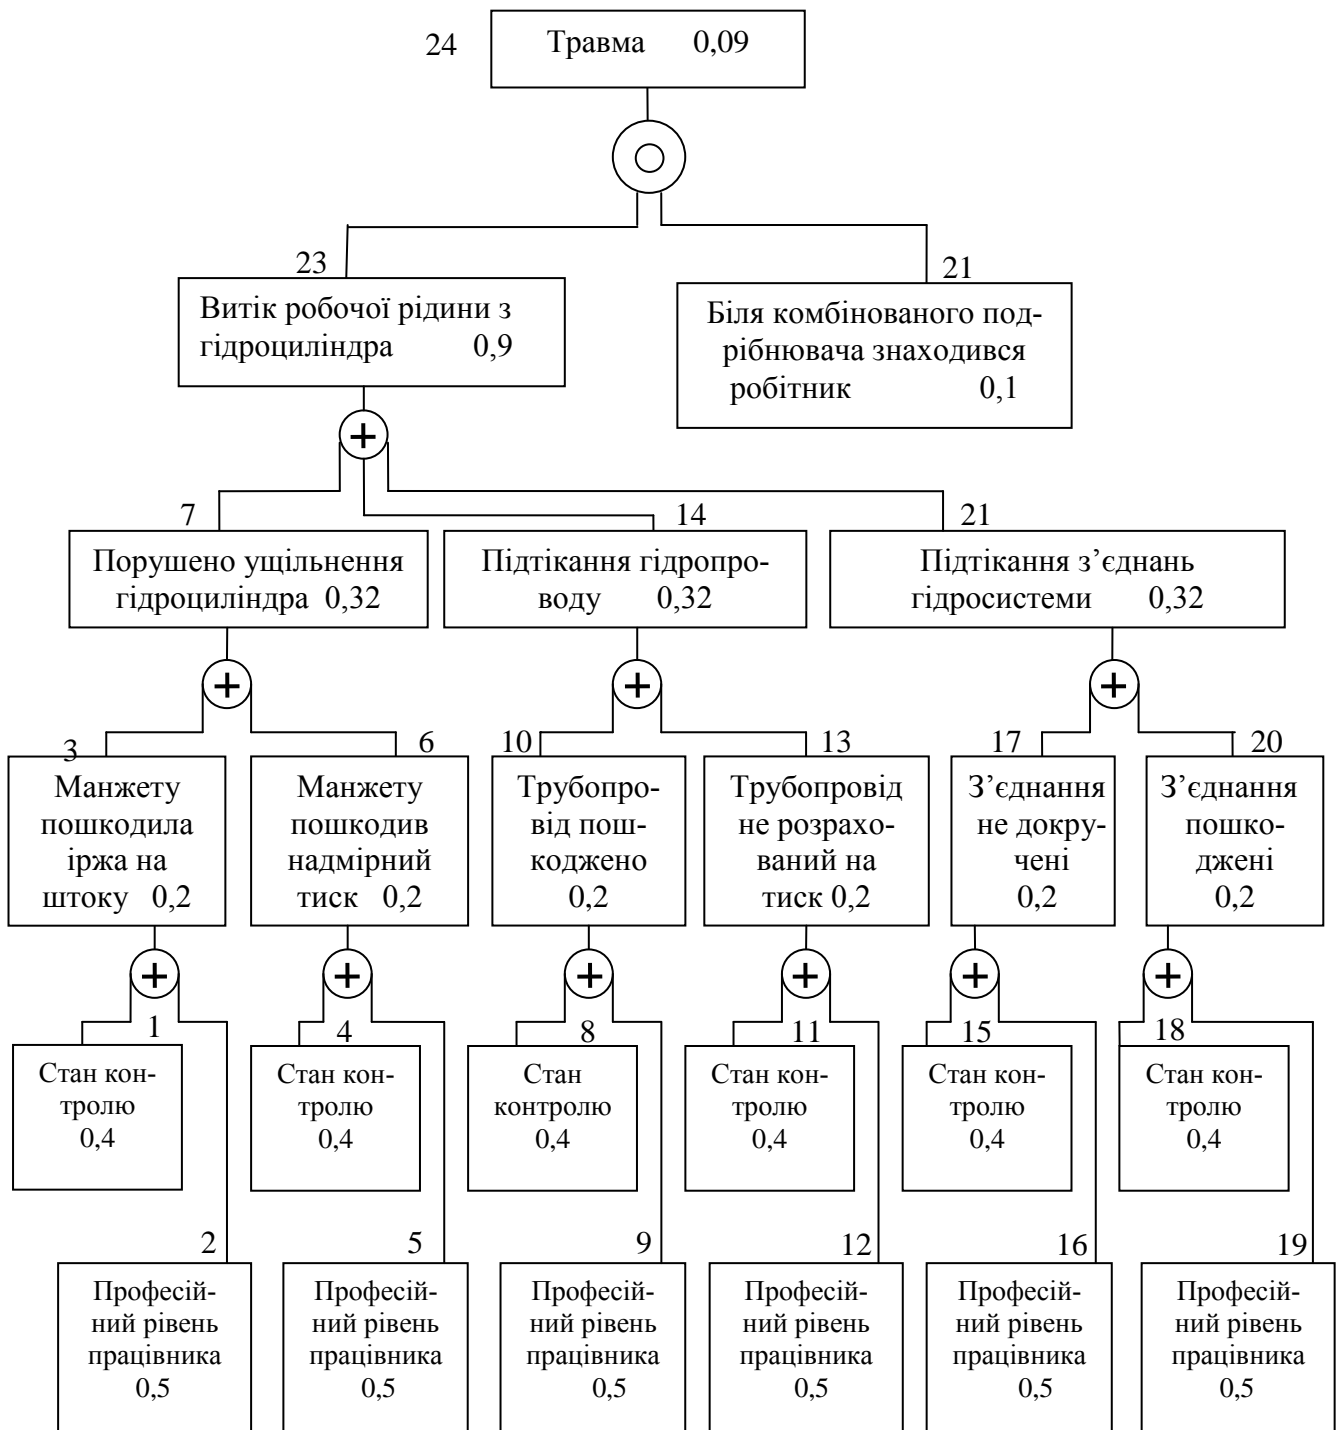 24
Травма 0,09
23
Витік робочої рідини з
гідроциліндра 0,9
21
Біля комбінованого под-
рібнювача знаходився
робітник 0,1
+
7
Порушено ущільнення
гідроциліндра 0,32
14
Підтікання гідропро-
воду 0,32
21
Підтікання з’єднань
гідросистеми 0,32
+
+
+
3
Манжету
пошкодила
іржа на
штоку 0,2
6
Манжету
пошкодив
надмірний
тиск 0,2
10
Трубопро-
від пош-
коджено
0,2
13
Трубопровід
не розрахо-
ваний на
тиск 0,2
17
З’єднання
не докру-
чені
0,2
20
З’єднання
пошко-
джені
0,2
+
+
+
+
+
+
1
Стан кон-
тролю
0,4
4
Стан кон-
тролю
0,4
8
Стан
контролю
0,4
11
Стан кон-
тролю
0,4
15
Стан кон-
тролю
0,4
18
Стан кон-
тролю
0,4
2
Професій-
ний рівень
працівника
0,5
5
Професій-
ний рівень
працівника
0,5
9
Професій-
ний рівень
працівника
0,5
12
Професій-
ний рівень
працівника
0,5
16
Професій-
ний рівень
працівника
0,5
19
Професій-
ний рівень
працівника
0,5